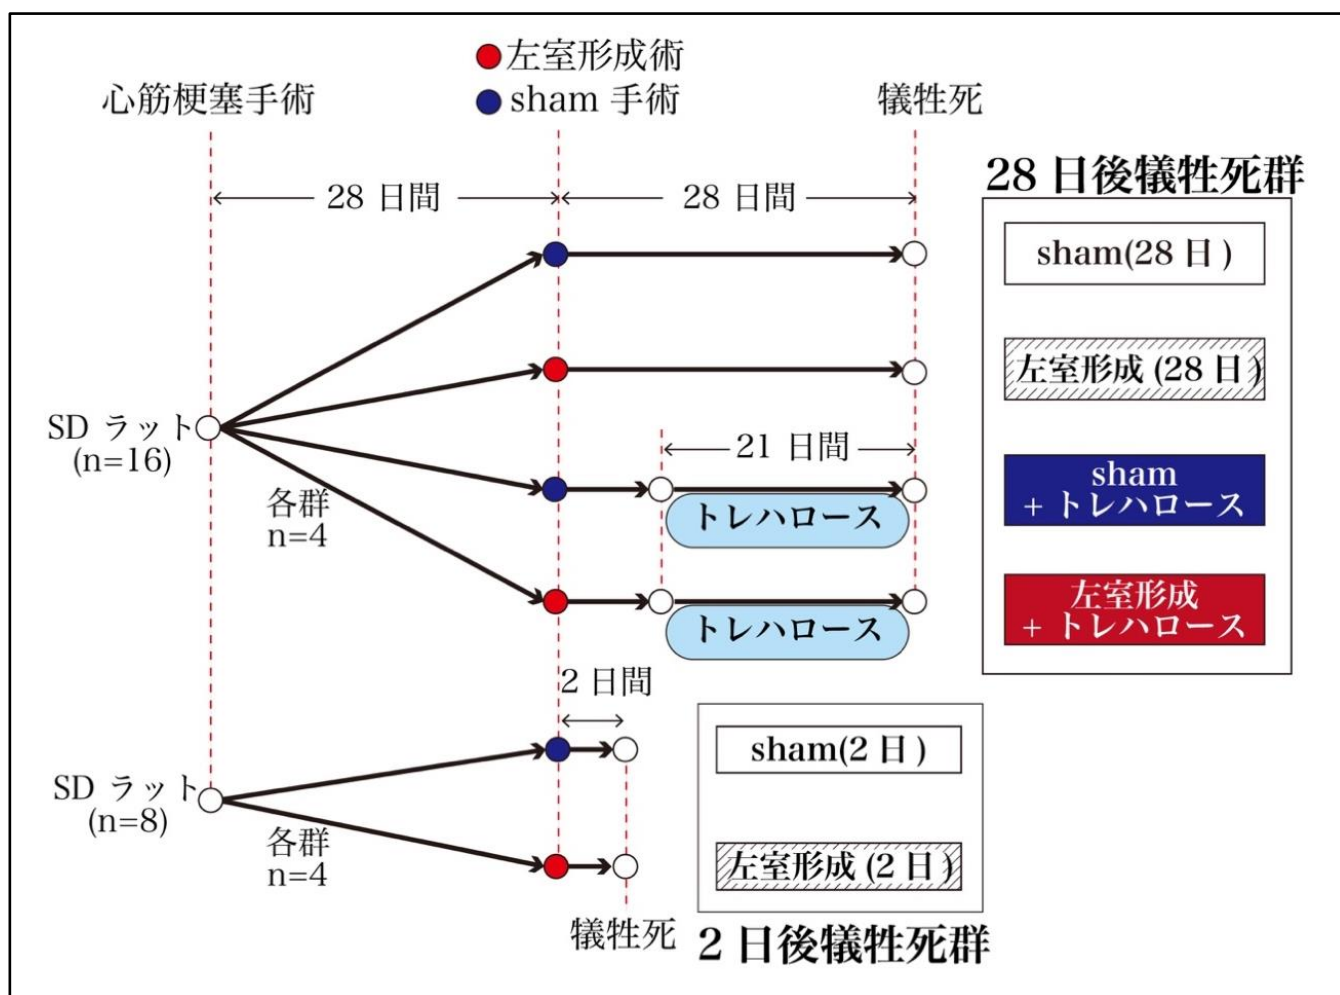 左室形成術
sham 手術
心筋梗塞手術
犠牲死
28 日間
28 日間
28 日後犠牲死群
sham(28 日 )
左室形成 (28 日 )
SD ラット
(n=16)
各群
n=4
21 日間
トレハロース
sham
+ トレハロース
トレハロース
左室形成
+ トレハロース
2 日間
SD ラット
(n=8)
各群
n=4
sham(2 日 )
左室形成 (2 日 )
犠牲死
2 日後犠牲死群